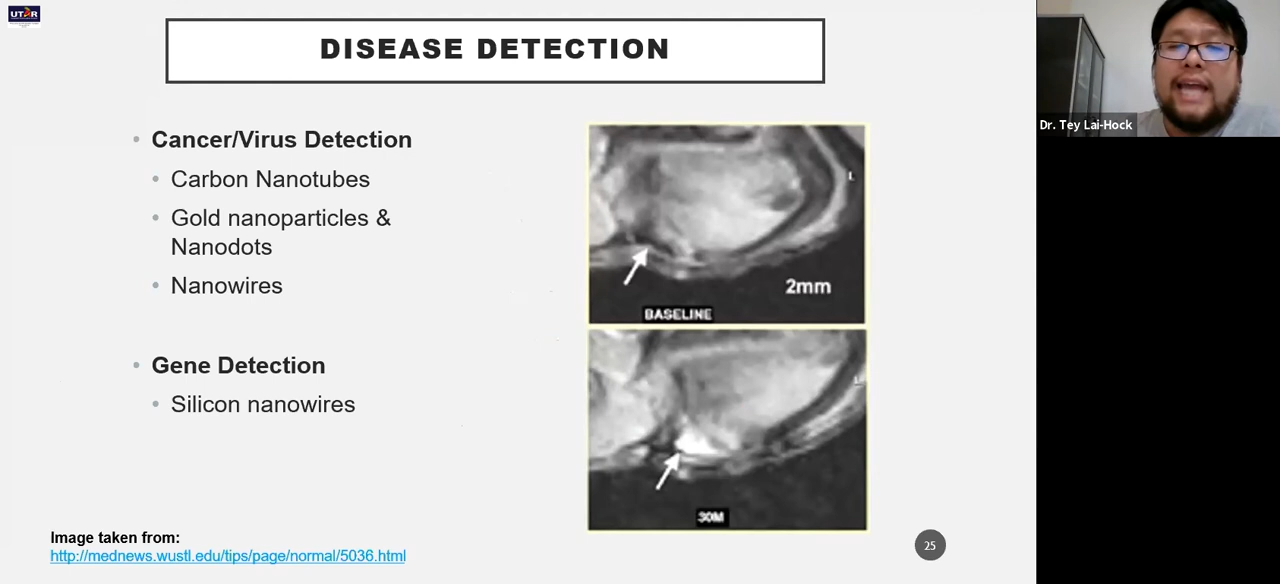 UTAR
DISEASE DETECTION
Cancer/Virus Detection
Carbon Nanotubes
Gold nanoparticles &
Nanodots
Nanowires
Gene Detection
Silicon nanowires
L
2mm
BASELINE
30M
Image taken from:
http://mednews.wustl.edu/tips/page/normal/5036.html
25
Dr. Tey Lai-Hock